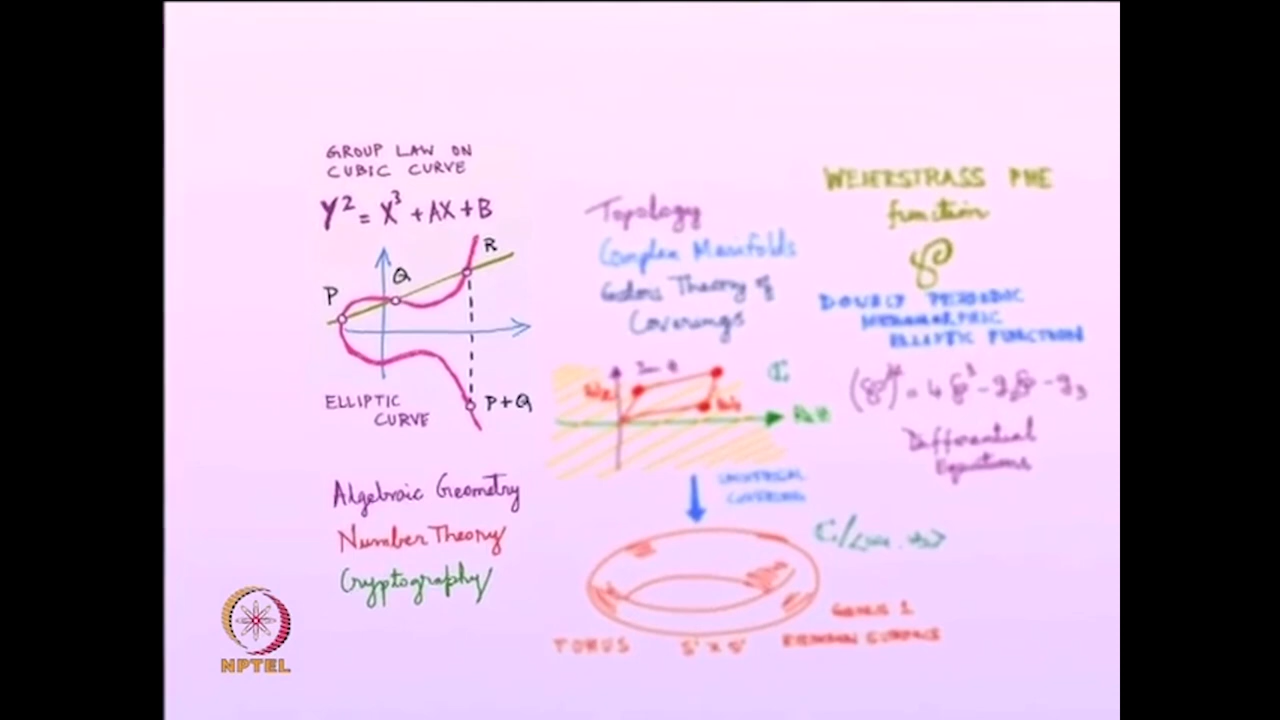 GROUP LAW ON
CUBIC CURVE
Y² = X³ + AX + B
R
Q
P
P+Q
ELLIPTIC
CURVE
Algebraic Geometry
Number Theory
Cryptography
NPTEL
Topology
Complex Manifolds
Galois Theory of
Coverings
ℂ
UNIVERSAL
COVERING
TORUS S¹ x S¹
GENUS 1
RIEMANN SURFACE
WEIERSTRASS PHE
function
℘
DOUBLY PERIODIC
MEROMORPHIC
ELLIPTIC FUNCTION
Differential
Equations